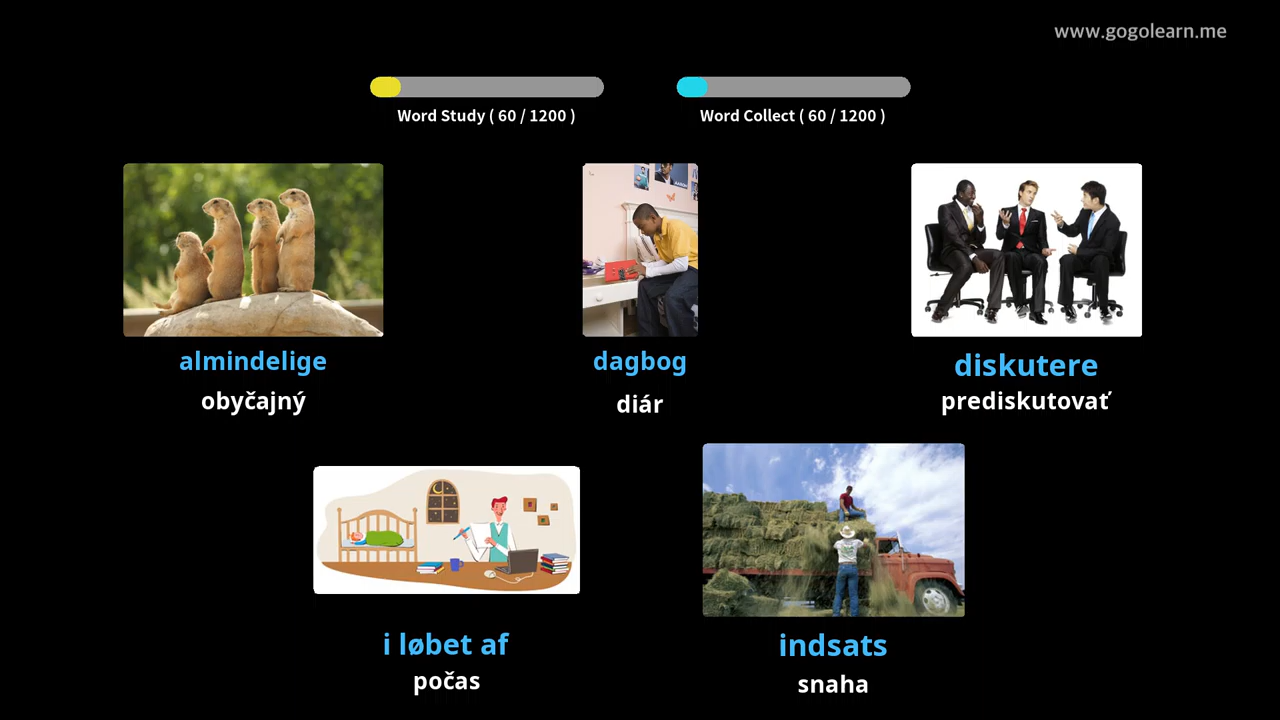 www.gogolearn.me
Word Study ( 60 / 1200 )
Word Collect ( 60 / 1200 )
almindelige
obyčajný
dagbog
diár
diskutere
prediskutovať
i løbet af
počas
indsats
snaha